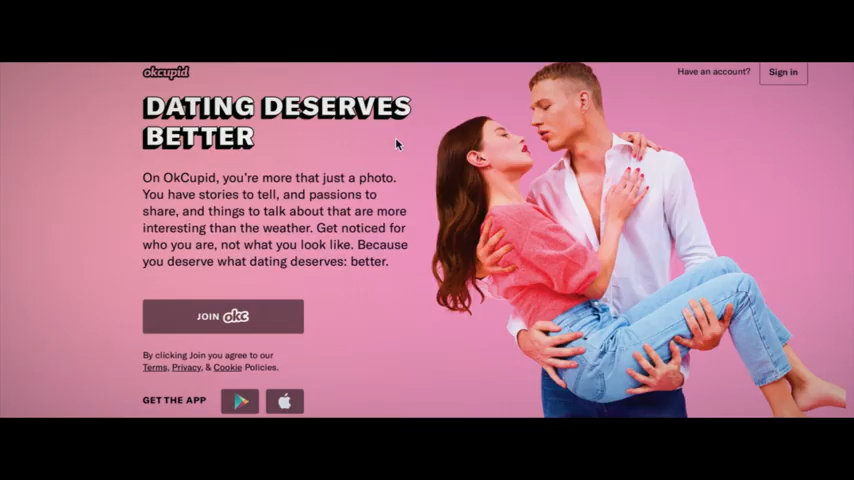 okcupid
Have an account? Sign in
DATING DESERVES
BETTER
On OkCupid, you're more that just a photo.
You have stories to tell, and passions to
share, and things to talk about that are more
interesting than the weather. Get noticed for
who you are, not what you look like. Because
you deserve what dating deserves: better.
JOIN okc
By clicking Join you agree to our
Terms, Privacy, & Cookie Policies.
GET THE APP